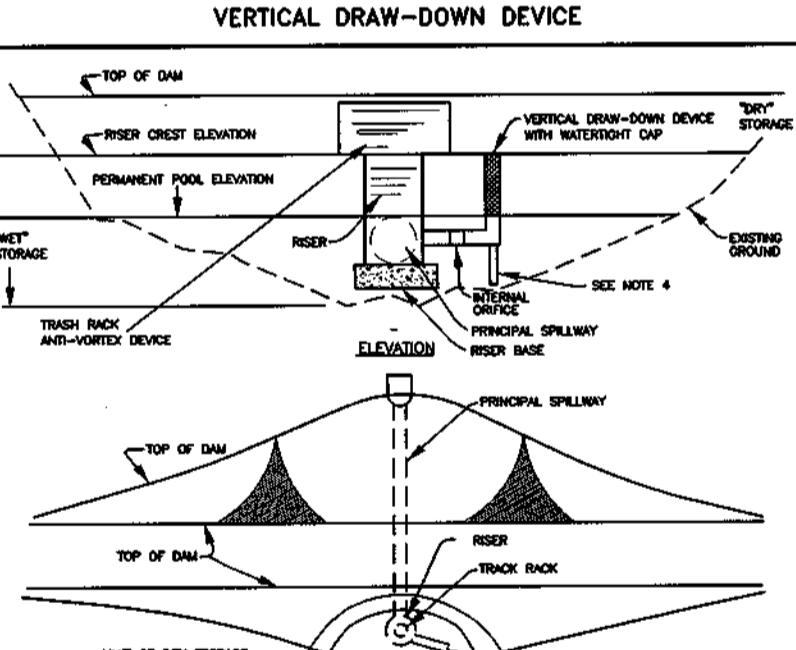 VERTICAL DRAW-DOWN DEVICE
TOP OF DAM
RISER CREST ELEVATION
VERTICAL DRAW-DOWN DEVICE
WITH WATERTIGHT CAP
"DRY"
STORAGE
PERMANENT POOL ELEVATION
WET"
STORAGE
RISER
EXISTING
GROUND
SEE NOTE 4
INTERNAL
ORIFICE
TRASH RACK
ANTI-VORTEX DEVICE
PRINCIPAL SPILLWAY
RISER BASE
ELEVATION
PRINCIPAL SPILLWAY
TOP OF DAM
TOP OF DAM
RISER
TRACK RACK